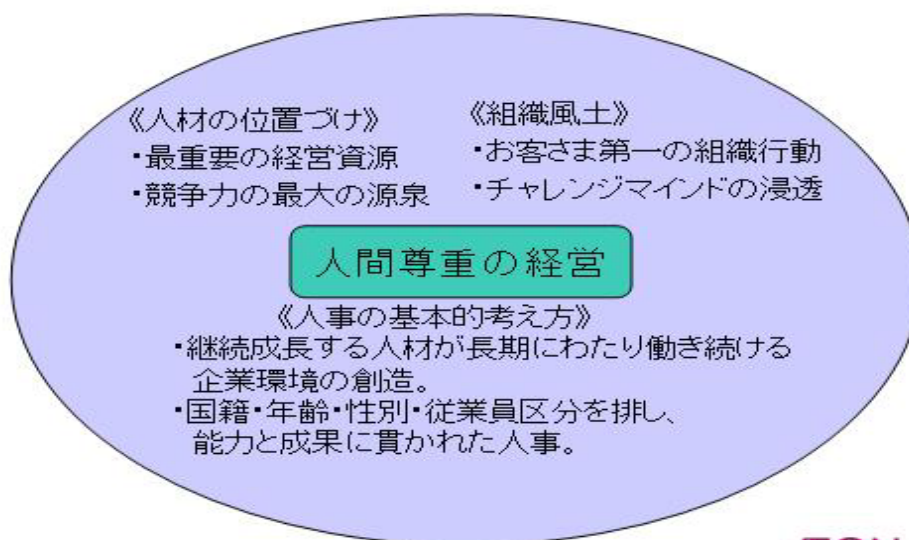 《人材の位置づけ》
・最重要の経営資源
・競争力の最大の源泉
《組織風土》
・お客さま第一の組織行動
・チャレンジマインドの浸透
人間尊重の経営
《人事の基本的考え方》
・継続成長する人材が長期にわたり働き続ける
企業環境の創造。
・国籍・年齢・性別・従業員区分を排し、
能力と成果に貫かれた人事。